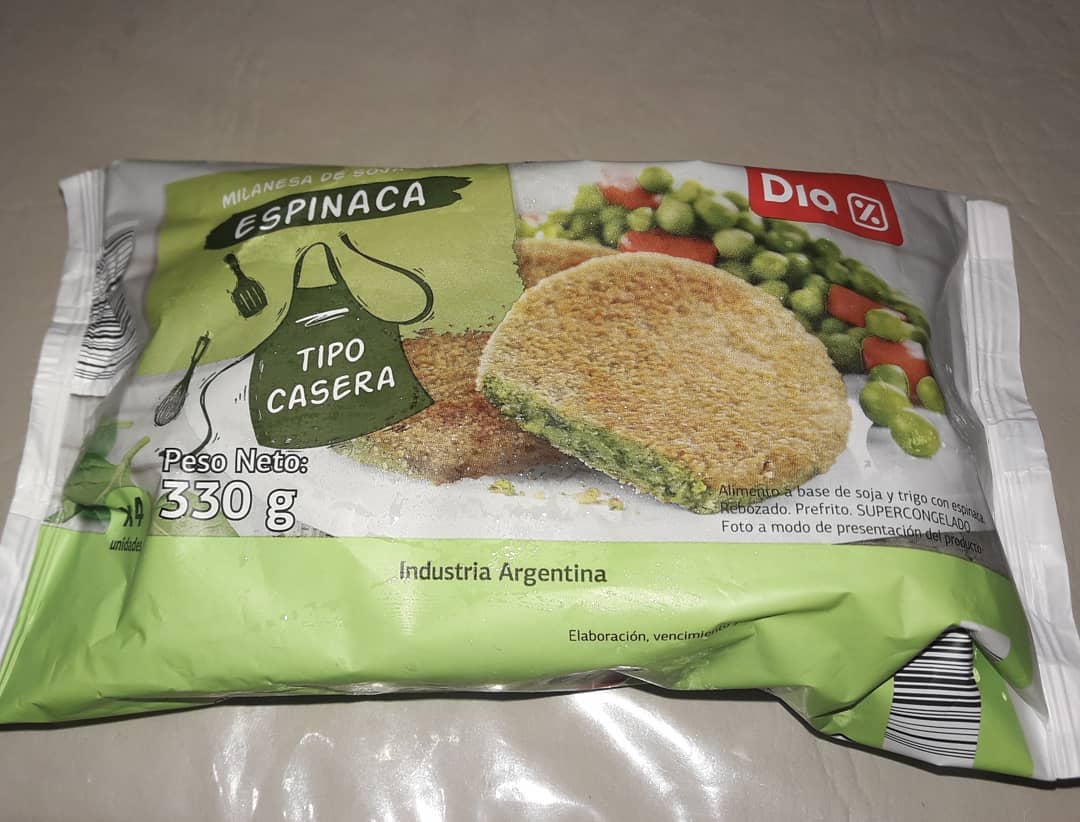 MILANESA DE SOJA
ESPINACA
Dia %
TIPO
CASERA
Peso Neto:
330 g
x4
unidades
Alimento a base de soja y trigo con espinaca.
Rebozado. Prefrito. SUPERCONGELADO
Foto a modo de presentación del producto
Industria Argentina
Elaboración, vencimiento